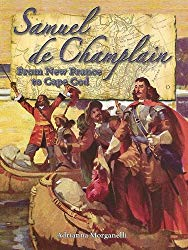 Samuel
de Champlain
From New France
to Cape Cod
Adrianna Morganelli